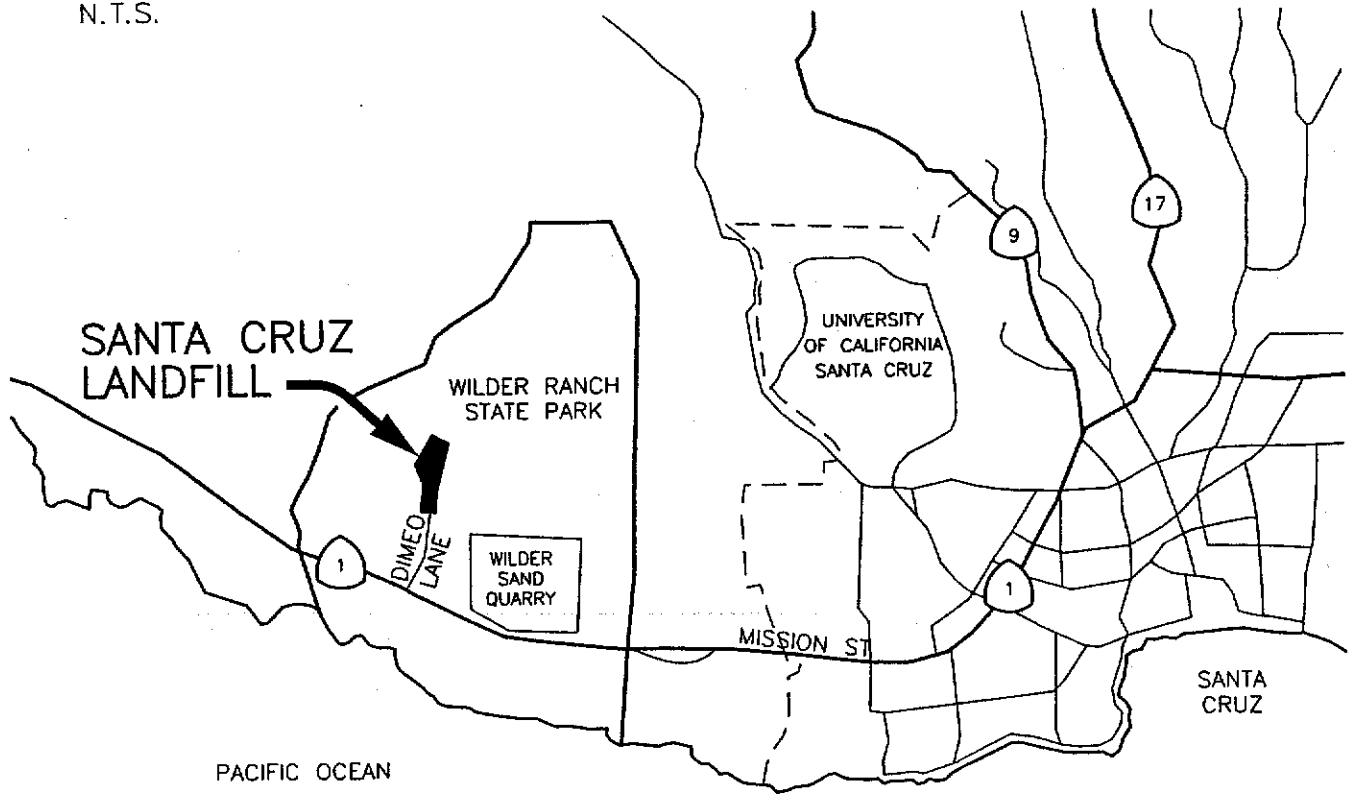 N.T.S.
17
9
UNIVERSITY
OF CALIFORNIA
SANTA CRUZ
SANTA CRUZ
LANDFILL
WILDER RANCH
STATE PARK
DIMEO
LANE
WILDER
SAND
QUARRY
1
1
MISSION ST
SANTA
CRUZ
PACIFIC OCEAN